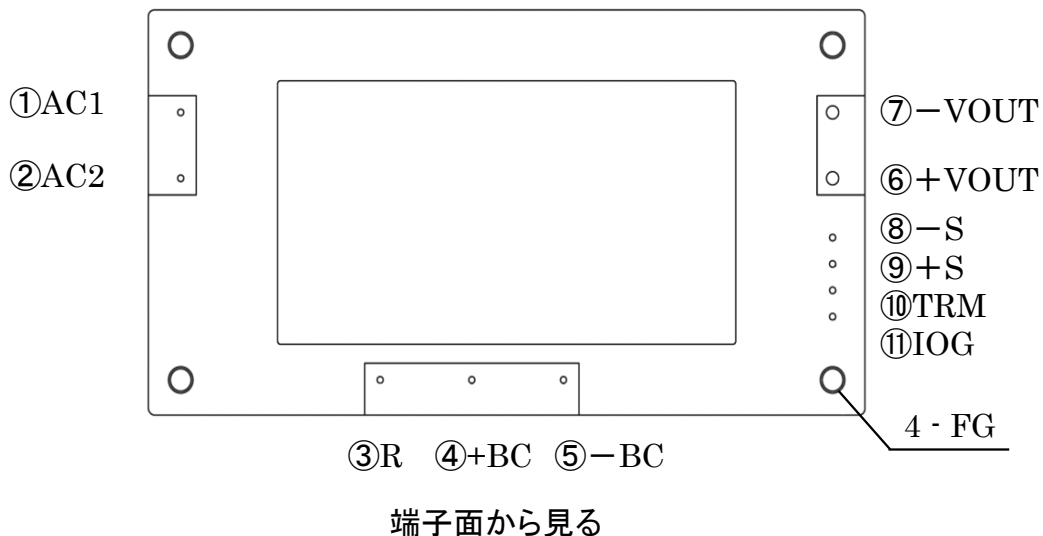 ①AC1
②AC2
⑦－VOUT
⑥＋VOUT
⑧－S
⑨＋S
⑩TRM
⑪IOG
4 - FG
③R ④+BC ⑤－BC
端子面から見る